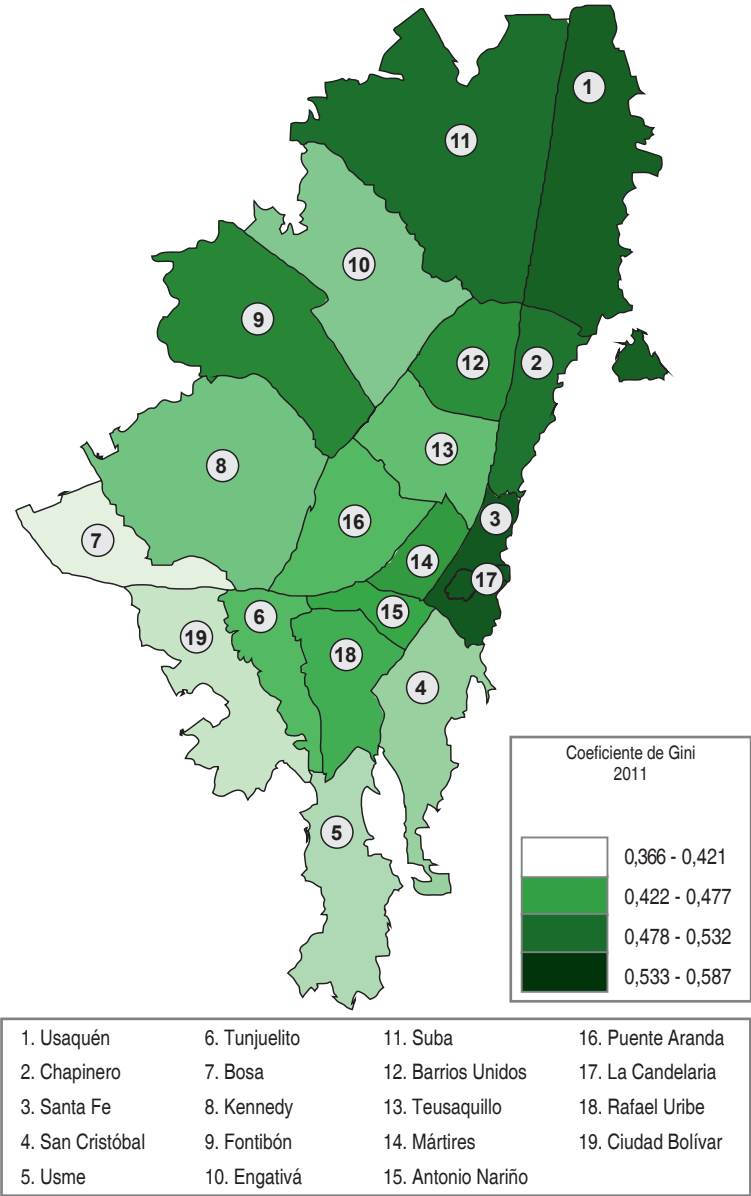 1
11
10
9
12
2
13
8
3
16
7
14
17
6
15
19
18
4
5
Coeficiente de Gini
2011
0,366 - 0,421
0,422 - 0,477
0,478 - 0,532
0,533 - 0,587
1. Usaquén
2. Chapinero
3. Santa Fe
4. San Cristóbal
5. Usme
6. Tunjuelito
7. Bosa
8. Kennedy
9. Fontibón
10. Engativá
11. Suba
12. Barrios Unidos
13. Teusaquillo
14. Mártires
15. Antonio Nariño
16. Puente Aranda
17. La Candelaria
18. Rafael Uribe
19. Ciudad Bolívar